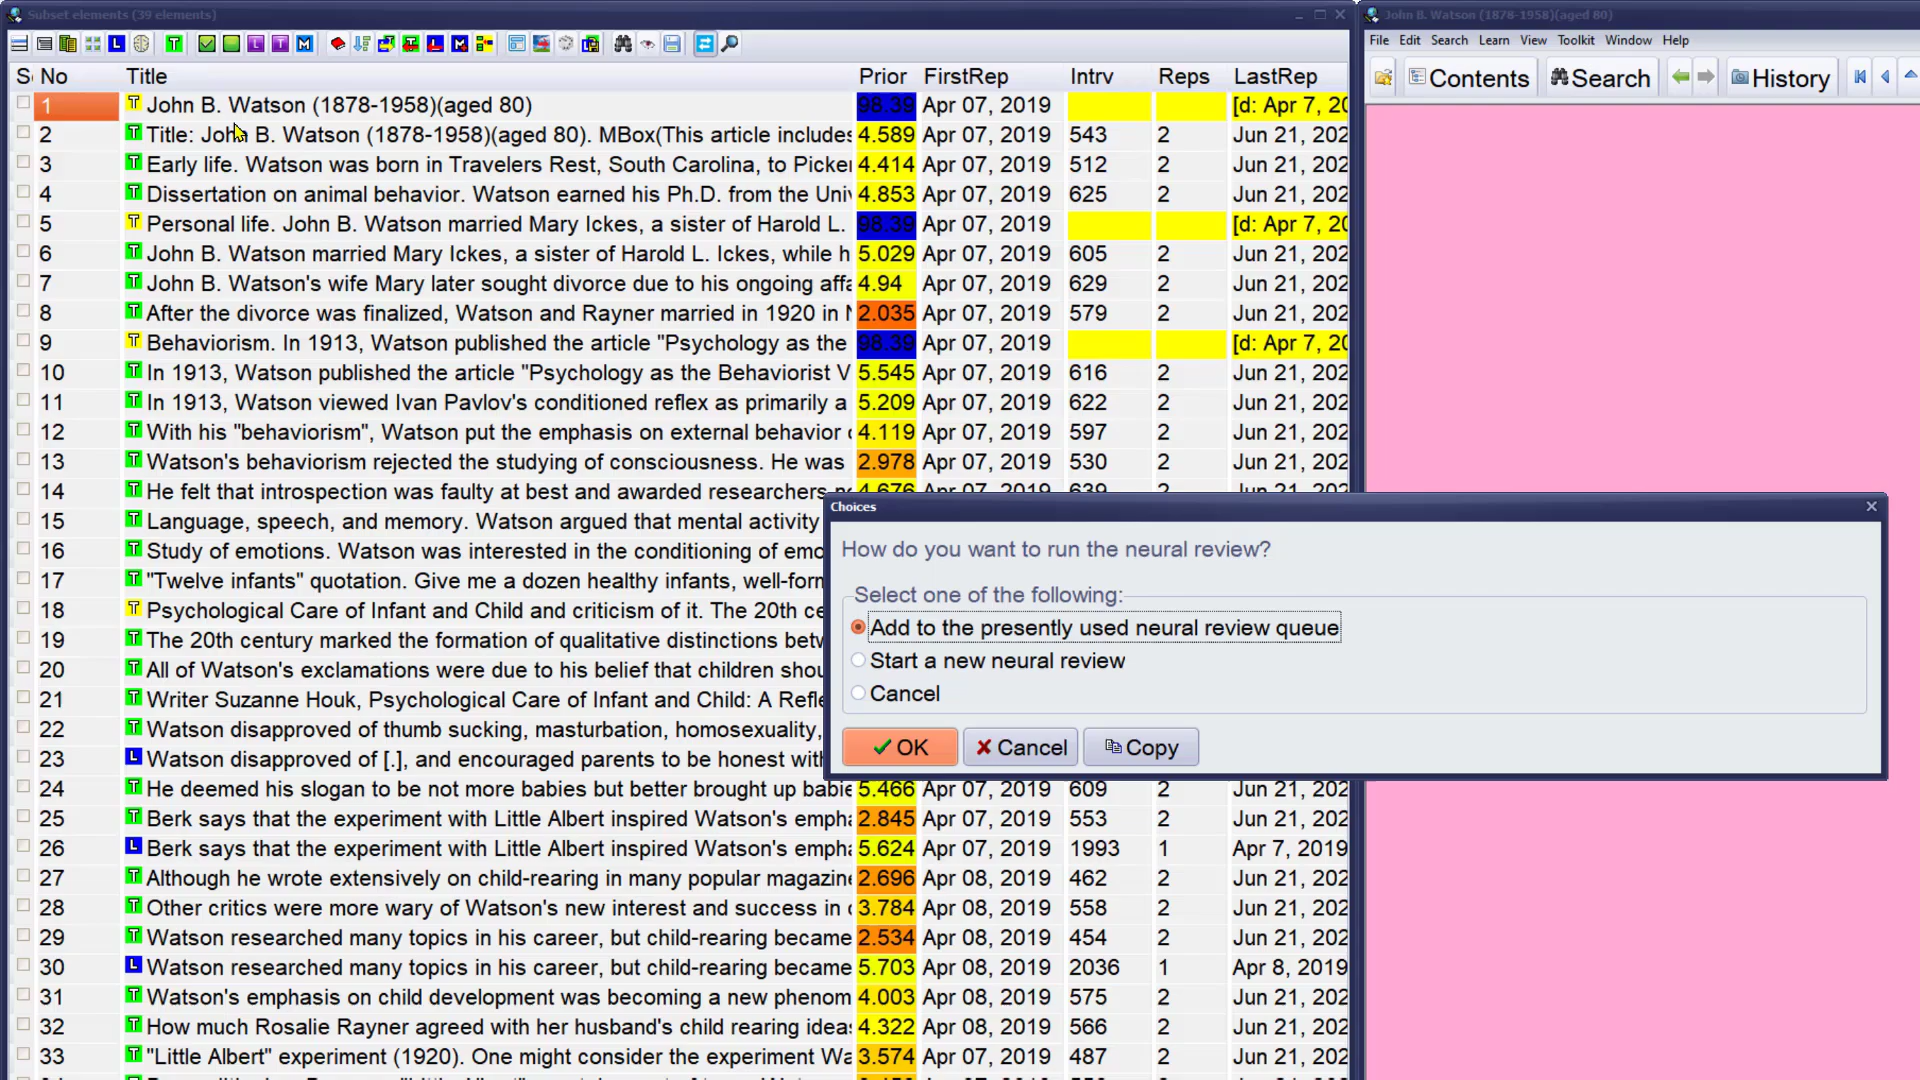 Subset elements (39 elements)
No Title Prior FirstRep Intrv Reps LastRep
1 John B. Watson (1878-1958)(aged 80) 98.39 Apr 07, 2019 [d: Apr 7, 20
2 Title: John B. Watson (1878-1958)(aged 80). MBox(This article includes 4.589 Apr 07, 2019 543 2 Jun 21, 202
3 Early life. Watson was born in Travelers Rest, South Carolina, to Picker 4.414 Apr 07, 2019 512 2 Jun 21, 202
4 Dissertation on animal behavior. Watson earned his Ph.D. from the Uni 4.853 Apr 07, 2019 625 2 Jun 21, 202
5 Personal life. John B. Watson married Mary Ickes, a sister of Harold L. 98.39 Apr 07, 2019 [d: Apr 7, 20
6 John B. Watson married Mary Ickes, a sister of Harold L. Ickes, while h 5.029 Apr 07, 2019 605 2 Jun 21, 202
7 John B. Watson's wife Mary later sought divorce due to his ongoing affa 4.94 Apr 07, 2019 629 2 Jun 21, 202
8 After the divorce was finalized, Watson and Rayner married in 1920 in N 2.035 Apr 07, 2019 579 2 Jun 21, 202
9 Behaviorism. In 1913, Watson published the article "Psychology as the 98.39 Apr 07, 2019 [d: Apr 7, 20
10 In 1913, Watson published the article "Psychology as the Behaviorist V 5.545 Apr 07, 2019 616 2 Jun 21, 202
11 In 1913, Watson viewed Ivan Pavlov's conditioned reflex as primarily a 5.209 Apr 07, 2019 622 2 Jun 21, 202
12 With his "behaviorism", Watson put the emphasis on external behavior o 4.119 Apr 07, 2019 597 2 Jun 21, 202
13 Watson's behaviorism rejected the studying of consciousness. He was 2.978 Apr 07, 2019 530 2 Jun 21, 202
14 He felt that introspection was faulty at best and awarded researchers 4.676 Apr 07, 2019 639 2 Jun 21, 202
15 Language, speech, and memory. Watson argued that mental activity
16 Study of emotions. Watson was interested in the conditioning of emo
17 "Twelve infants" quotation. Give me a dozen healthy infants, well-form
18 Psychological Care of Infant and Child and criticism of it. The 20th ce
19 The 20th century marked the formation of qualitative distinctions betw
20 All of Watson's exclamations were due to his belief that children shou
21 Writer Suzanne Houk, Psychological Care of Infant and Child: A Refle
22 Watson disapproved of thumb sucking, masturbation, homosexuality,
23 Watson disapproved of [.], and encouraged parents to be honest with
24 He deemed his slogan to be not more babies but better brought up babie 5.466 Apr 07, 2019 609 2 Jun 21, 202
25 Berk says that the experiment with Little Albert inspired Watson's empha 2.845 Apr 07, 2019 553 2 Jun 21, 202
26 Berk says that the experiment with Little Albert inspired Watson's empha 5.624 Apr 07, 2019 1993 1 Apr 7, 2019
27 Although he wrote extensively on child-rearing in many popular magazine 2.696 Apr 08, 2019 462 2 Jun 21, 202
28 Other critics were more wary of Watson's new interest and success in c 3.784 Apr 08, 2019 558 2 Jun 21, 202
29 Watson researched many topics in his career, but child-rearing became 2.534 Apr 08, 2019 454 2 Jun 21, 202
30 Watson researched many topics in his career, but child-rearing became 5.703 Apr 08, 2019 2036 1 Apr 8, 2019
31 Watson's emphasis on child development was becoming a new phenom 4.003 Apr 08, 2019 575 2 Jun 21, 202
32 How much Rosalie Rayner agreed with her husband's child rearing ideas 4.322 Apr 08, 2019 566 2 Jun 21, 202
33 "Little Albert" experiment (1920). One might consider the experiment Wa 3.574 Apr 08, 2019 487 2 Jun 21, 202
John B. Watson (1878-1958)(aged 80)
File Edit Search Learn View Toolkit Window Help
Contents Search History
Choices
How do you want to run the neural review?
Select one of the following:
Add to the presently used neural review queue
Start a new neural review
Cancel
OK Cancel Copy